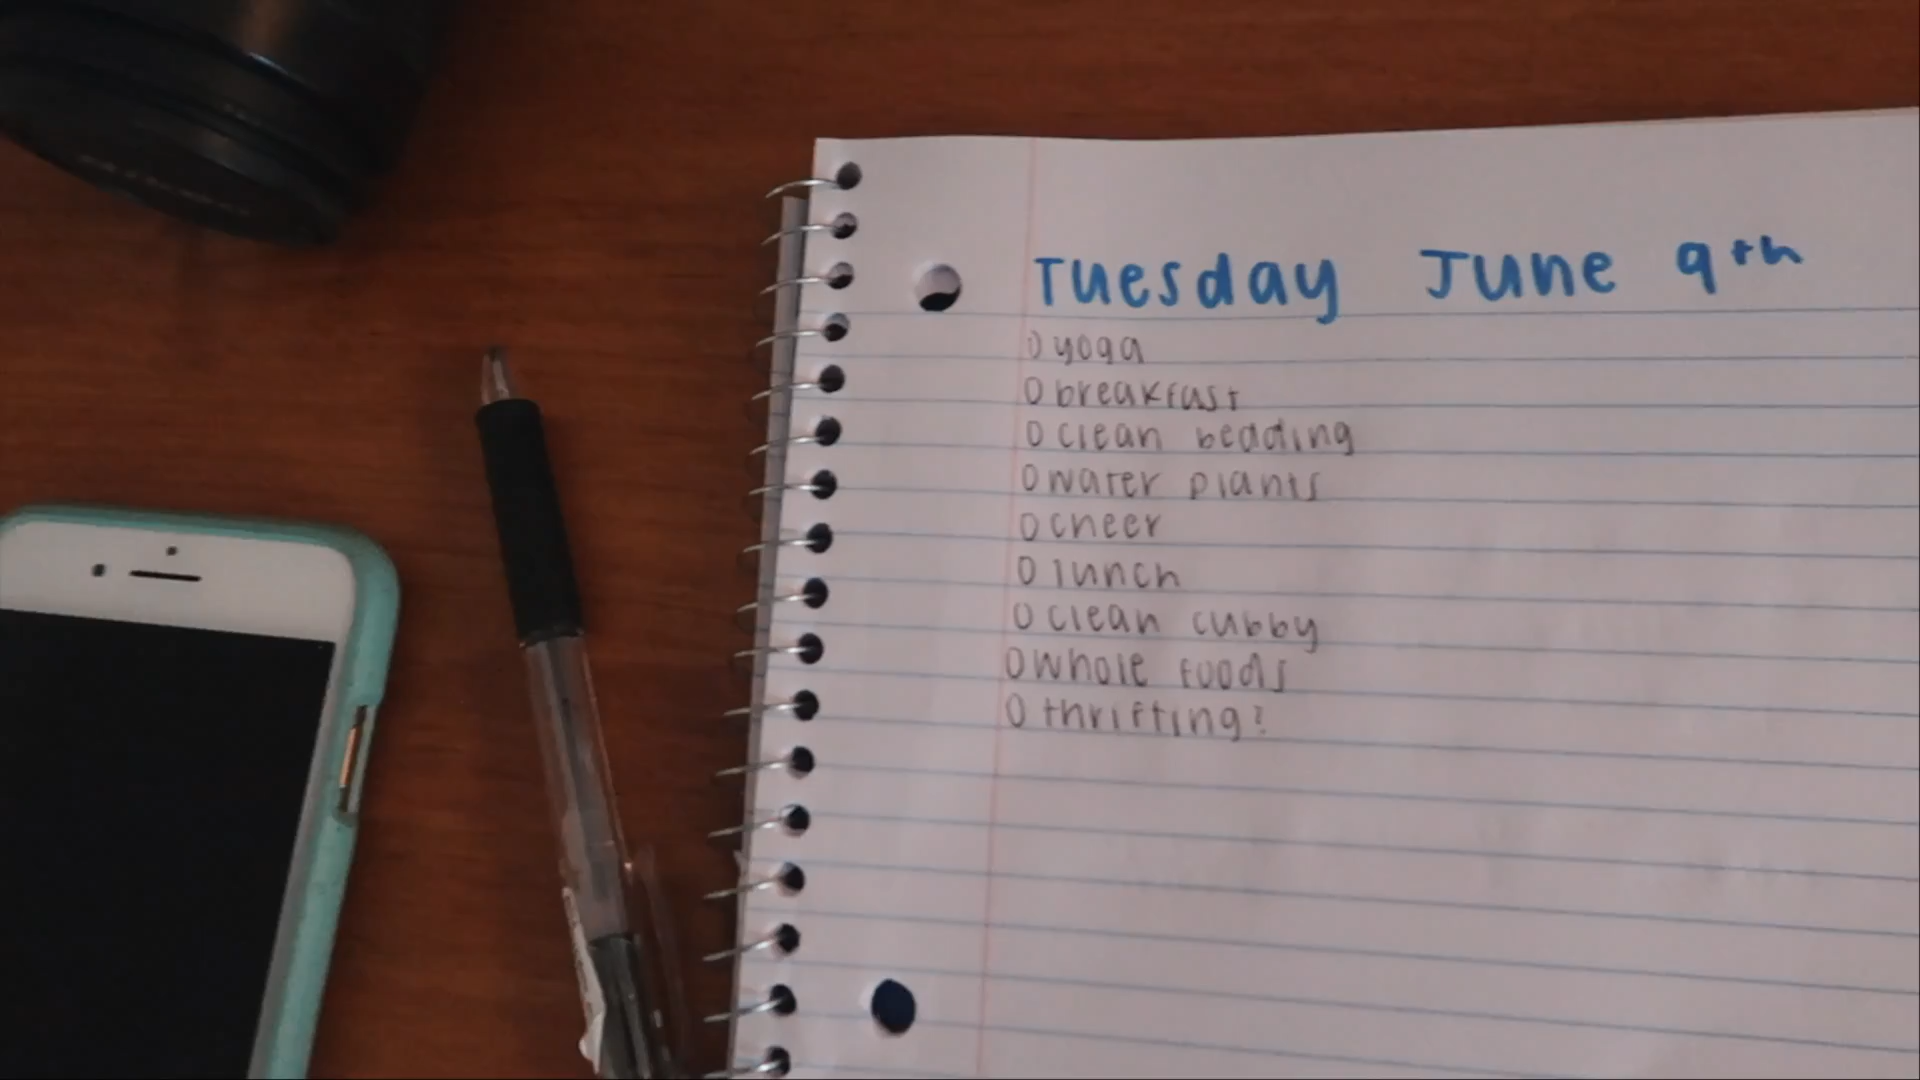 Tuesday June 9th
O yoga
O breakfast
O clean bedding
O water plants
O cheer
O lunch
O clean cubby
O whole foods
O thrifting?